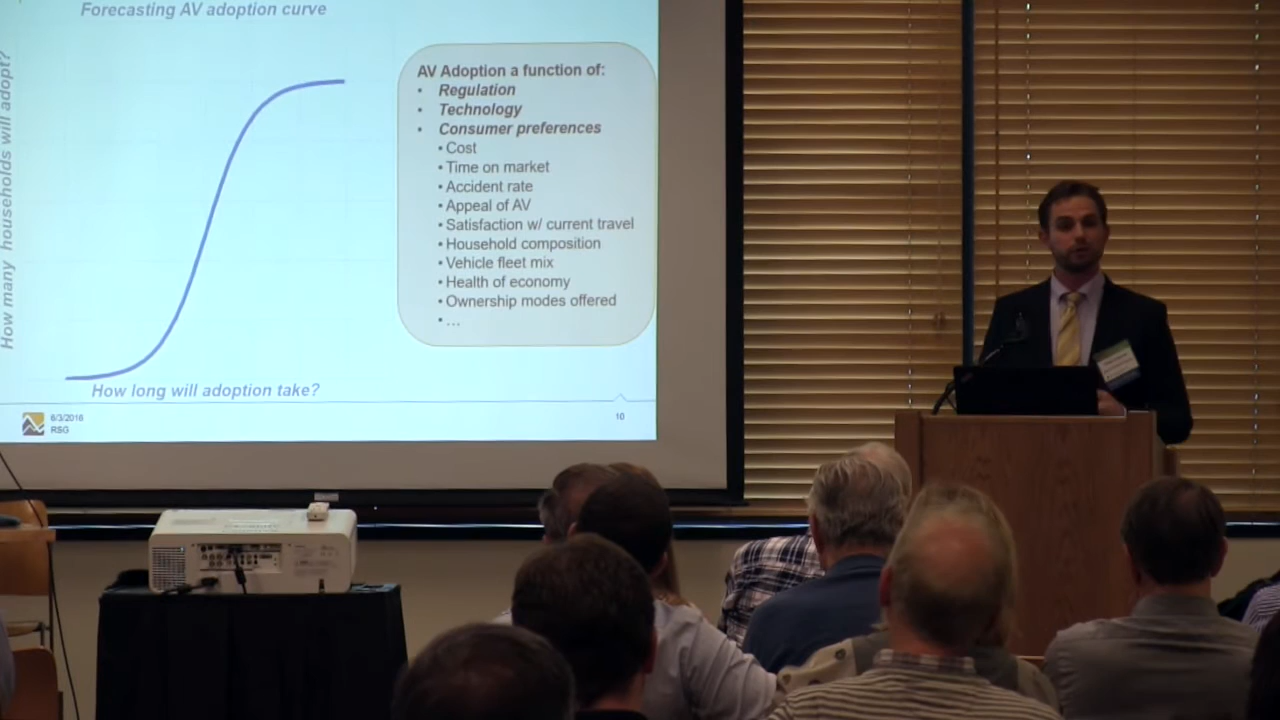 Forecasting AV adoption curve
How many households will adopt?
AV Adoption a function of:
• Regulation
• Technology
• Consumer preferences
• Cost
• Time on market
• Accident rate
• Appeal of AV
• Satisfaction w/ current travel
• Household composition
• Vehicle fleet mix
• Health of economy
• Ownership modes offered
• ...
How long will adoption take?
6/3/2016
RSG
10